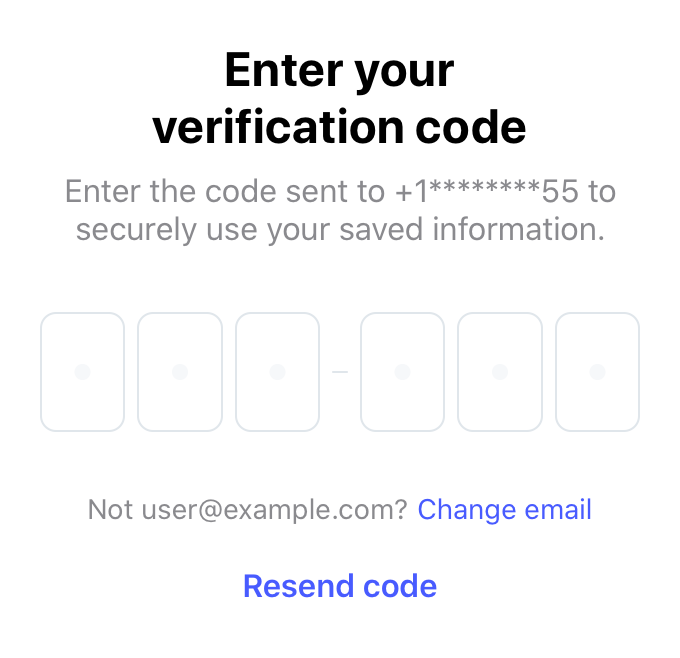 Enter your
verification code
Enter the code sent to +1********55 to
securely use your saved information.
–
Not user@example.com? Change email
Resend code